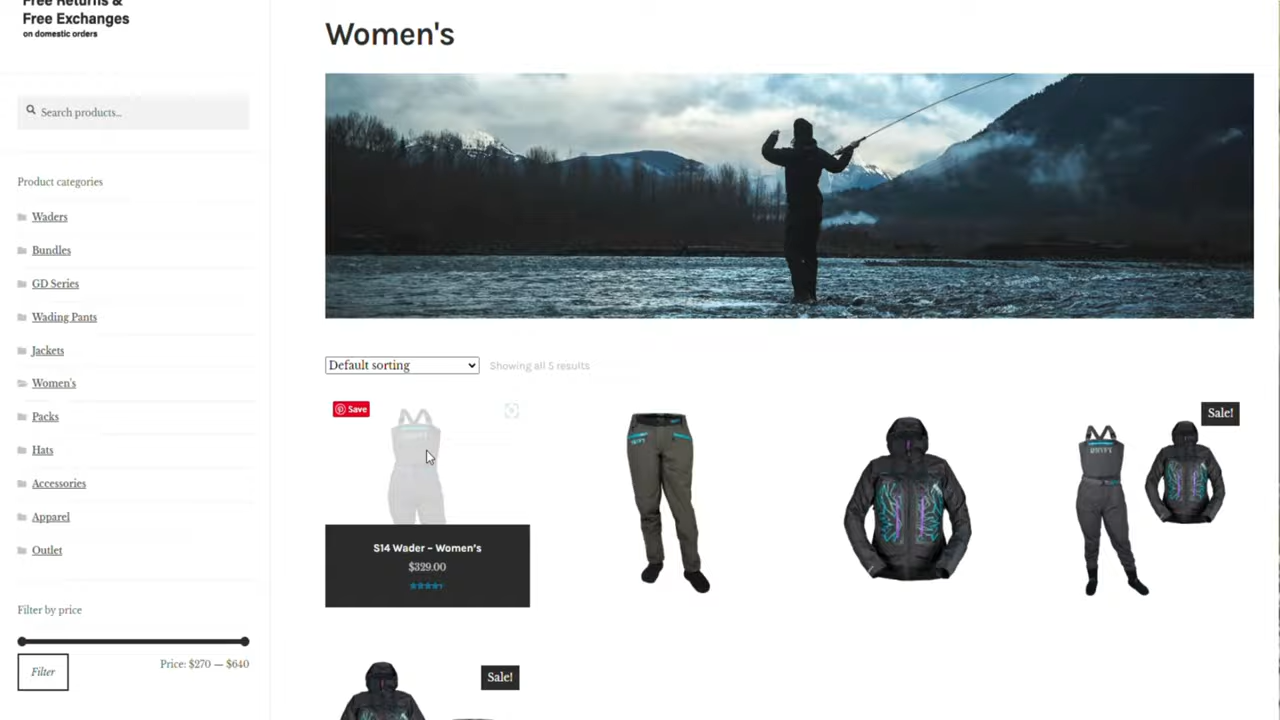 Free Returns &
Free Exchanges
on domestic orders
Search products...
Product categories
Waders
Bundles
GD Series
Wading Pants
Jackets
Women's
Packs
Hats
Accessories
Apparel
Outlet
Filter by price
Price: $270 — $640
Filter
Women's
Default sorting
Showing all 5 results
Save
S14 Wader – Women's
$329.00
Sale!
Sale!